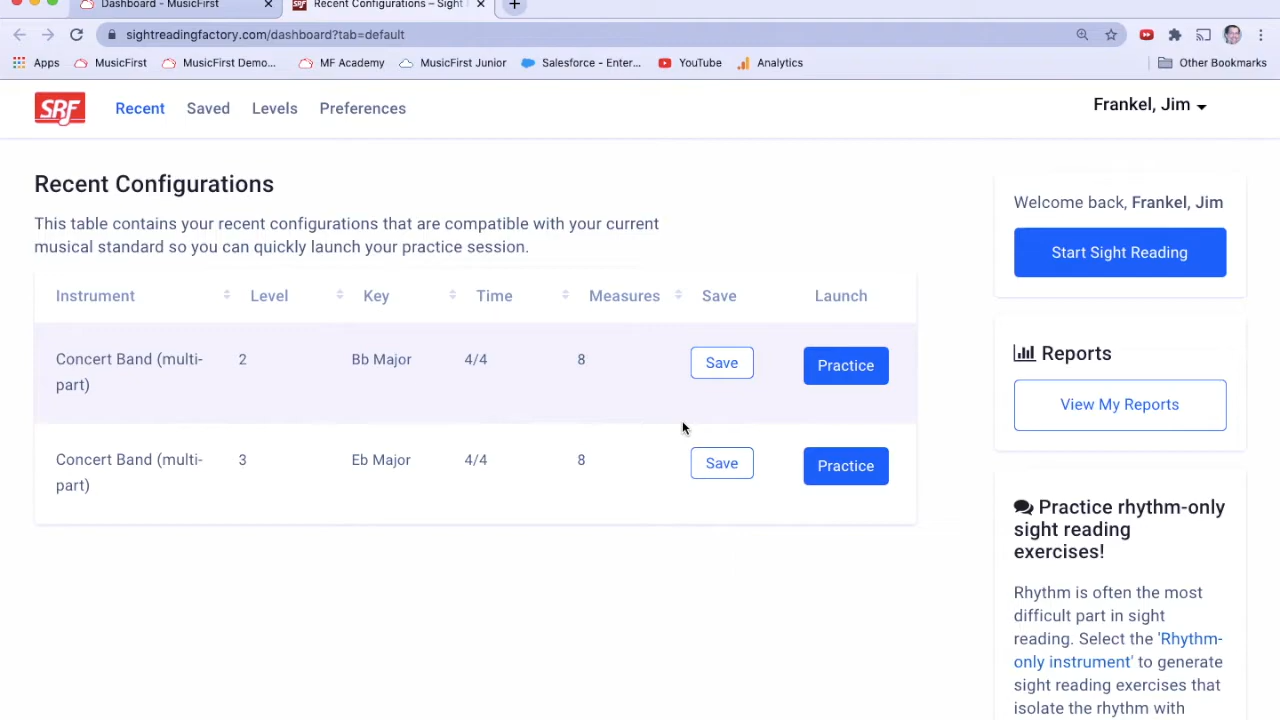 Dashboard - MusicFirst
Recent Configurations – Sight
sightreadingfactory.com/dashboard?tab=default
Apps MusicFirst MusicFirst Demo... MF Academy MusicFirst Junior Salesforce - Enter... YouTube Analytics Other Bookmarks
SRF Recent Saved Levels Preferences Frankel, Jim
Recent Configurations
This table contains your recent configurations that are compatible with your current
musical standard so you can quickly launch your practice session.
Instrument Level Key Time Measures Save Launch
Concert Band (multi-
part)
2 Bb Major 4/4 8 Save Practice
Concert Band (multi-
part)
3 Eb Major 4/4 8 Save Practice
Welcome back, Frankel, Jim
Start Sight Reading
Reports
View My Reports
Practice rhythm-only
sight reading
exercises!
Rhythm is often the most
difficult part in sight
reading. Select the 'Rhythm-
only instrument' to generate
sight reading exercises that
isolate the rhythm with